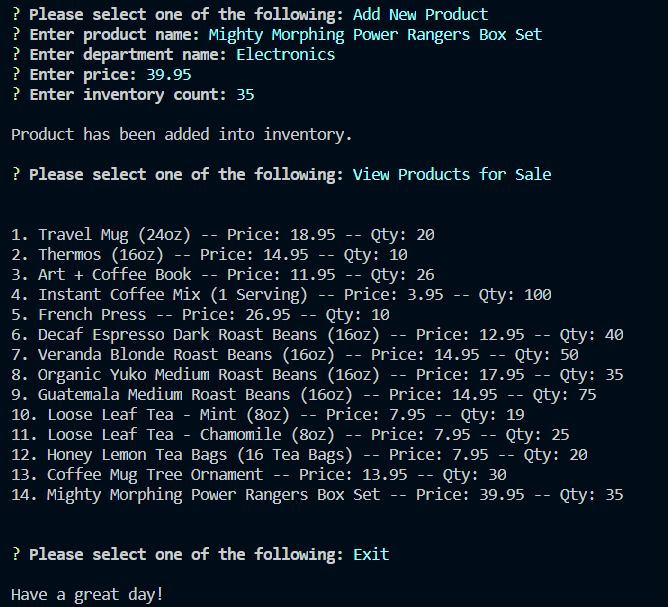 ? Please select one of the following: Add New Product
? Enter product name: Mighty Morphing Power Rangers Box Set
? Enter department name: Electronics
? Enter price: 39.95
? Enter inventory count: 35
Product has been added into inventory.
? Please select one of the following: View Products for Sale
1. Travel Mug (24oz) -- Price: 18.95 -- Qty: 20
2. Thermos (16oz) -- Price: 14.95 -- Qty: 10
3. Art + Coffee Book -- Price: 11.95 -- Qty: 26
4. Instant Coffee Mix (1 Serving) -- Price: 3.95 -- Qty: 100
5. French Press -- Price: 26.95 -- Qty: 10
6. Decaf Espresso Dark Roast Beans (16oz) -- Price: 12.95 -- Qty: 40
7. Veranda Blonde Roast Beans (16oz) -- Price: 14.95 -- Qty: 50
8. Organic Yuko Medium Roast Beans (16oz) -- Price: 17.95 -- Qty: 35
9. Guatemala Medium Roast Beans (16oz) -- Price: 14.95 -- Qty: 75
10. Loose Leaf Tea - Mint (8oz) -- Price: 7.95 -- Qty: 19
11. Loose Leaf Tea - Chamomile (8oz) -- Price: 7.95 -- Qty: 25
12. Honey Lemon Tea Bags (16 Tea Bags) -- Price: 7.95 -- Qty: 20
13. Coffee Mug Tree Ornament -- Price: 13.95 -- Qty: 30
14. Mighty Morphing Power Rangers Box Set -- Price: 39.95 -- Qty: 35
? Please select one of the following: Exit
Have a great day!